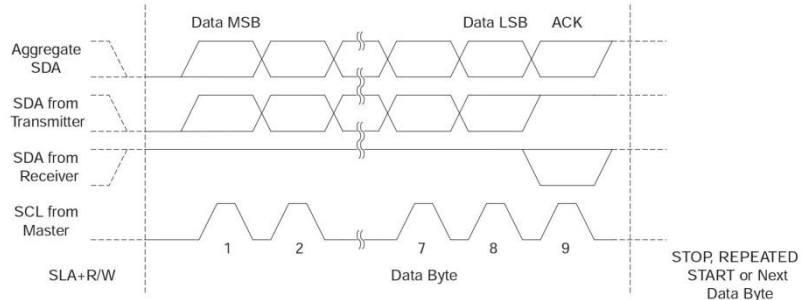 Data MSB
Data LSB
ACK
Aggregate
SDA
SDA from
Transmitter
SDA from
Receiver
SCL from
Master
1
2
7
8
9
SLA+R/W
Data Byte
STOP, REPEATED
START or Next
Data Byte